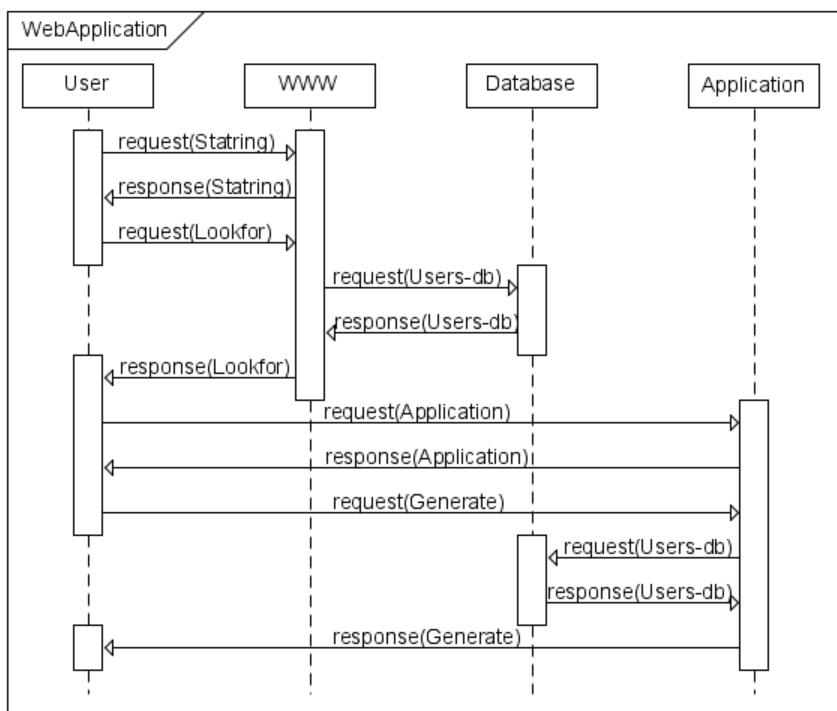 WebApplication
User
WWW
Database
Application
request(Statring)
response(Statring)
request(Lookfor)
request(Users-db)
response(Users-db)
response(Lookfor)
request(Application)
response(Application)
request(Generate)
request(Users-db)
response(Users-db)
response(Generate)